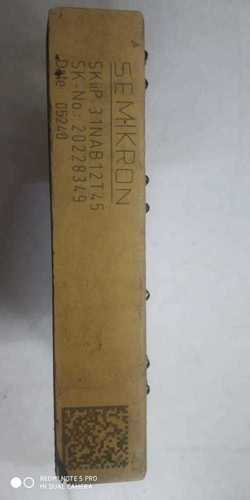 SEMIKRON
SKiiP 31NAB12T45
SK-No: 20228349
Date 05240
REDMI NOTE 5 PRO
MI DUAL CAMERA